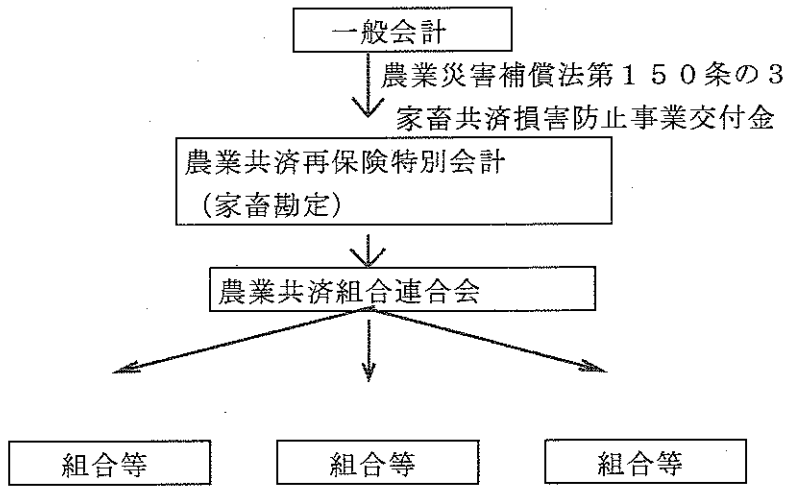 一般会計
農業災害補償法第１５０条の３
家畜共済損害防止事業交付金
農業共済再保険特別会計
（家畜勘定）
農業共済組合連合会
組合等
組合等
組合等